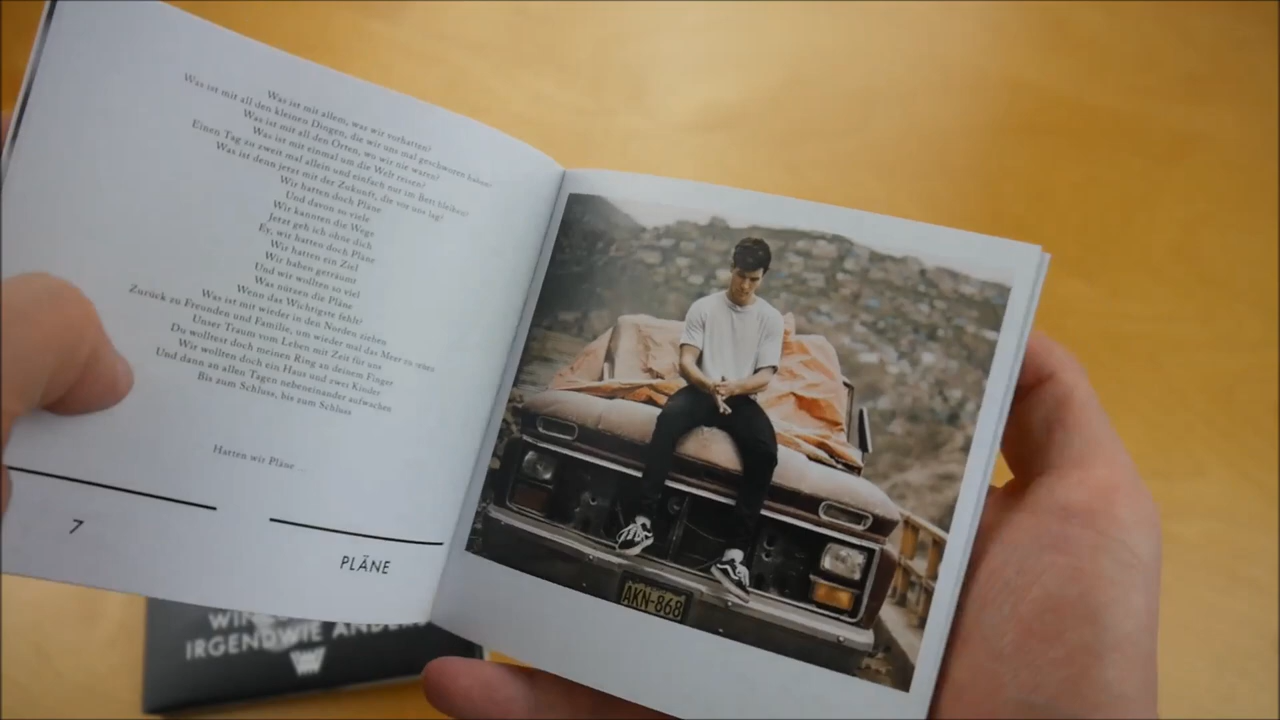 Was ist mit allem, was wir vorhatten?
Was ist mit all den kleinen Dingen, die wir uns mal geschworen haben?
Was ist mit all den Orten, wo wir nie waren?
Was ist mit einmal um die Welt reisen?
Einen Tag zu zweit mal allein und einfach nur im Bett bleiben?
Was ist denn jetzt mit der Zukunft, die vor uns lag?
Wir hatten doch Pläne
Und davon so viele
Wir kannten die Wege
Jetzt geh ich ohne dich
Ey, wir hatten doch Pläne
Wir hatten ein Ziel
Wir haben geträumt
Und wir wollten so viel
Was nützen die Pläne
Wenn das Wichtigste fehlt?
Was ist mit wieder in den Norden ziehen
Zurück zu Freunden und Familie, um wieder mal das Meer zu
Unser Traum vom Leben mit Zeit für uns
Du wolltest doch meinen Ring an deinem Finger
Wir wollten doch ein Haus und zwei Kinder
Und dann an allen Tagen nebeneinander aufwachen
Bis zum Schluss, bis zum Schluss
Hatten wir Pläne ...
7
PLÄNE
AKN-868
WIR
IRGENDWIE ANDERS